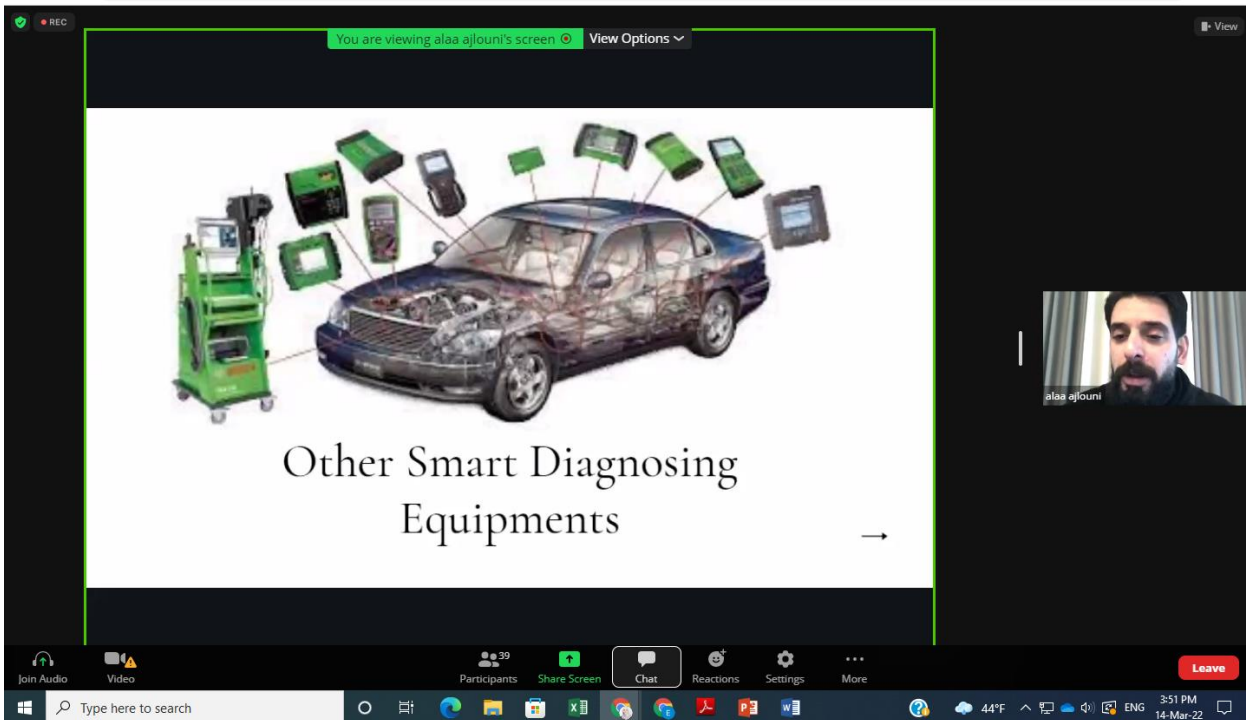 REC
You are viewing alaa ajlouni's screen
View Options
View
Other Smart Diagnosing
Equipments
→
alaa ajlouni
39
Join Audio
Video
Participants
Share Screen
Chat
Reactions
Settings
More
Leave
Type here to search
44°F
ENG
3:51 PM
14-Mar-22